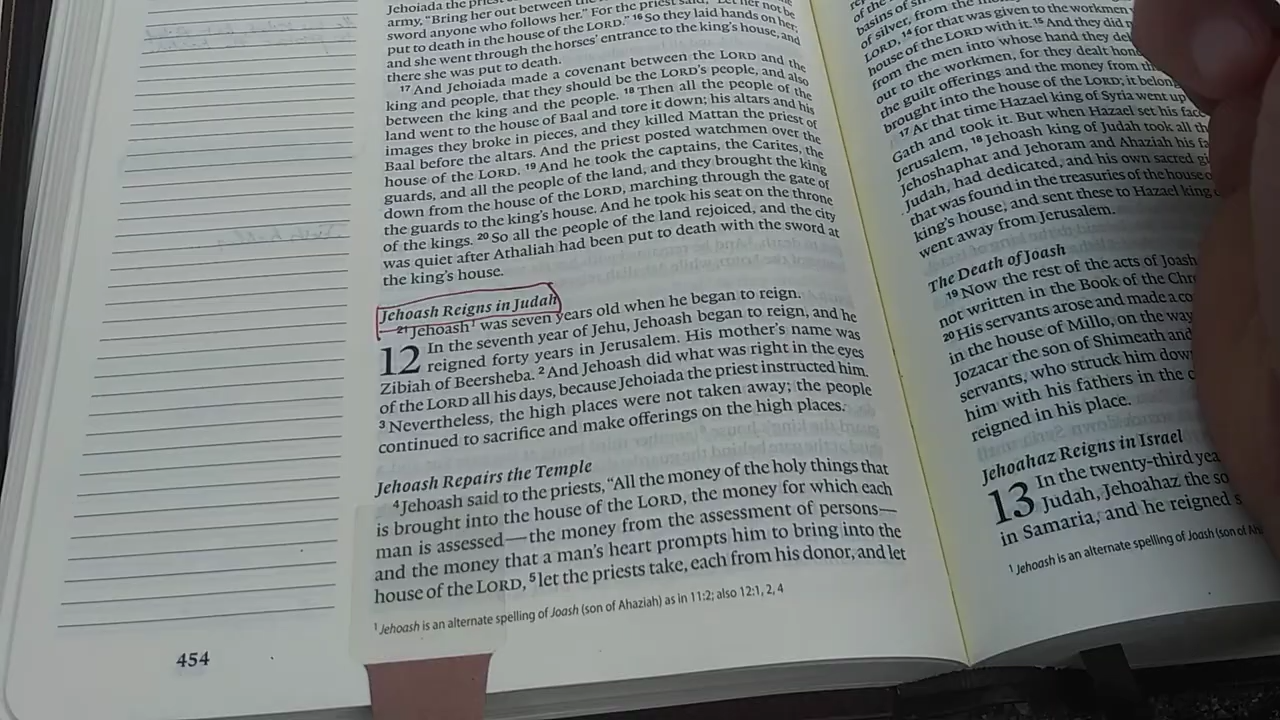 Jehoiada the priest
army, "Bring her out between the
sword anyone who follows her." For the priest said, "Let her not be
put to death in the house of the LORD." 16 So they laid hands on her;
and she went through the horses' entrance to the king's house, and
there she was put to death.
17 And Jehoiada made a covenant between the LORD and the
king and people, that they should be the LORD's people, and also
between the king and the people. 18 Then all the people of the
land went to the house of Baal and tore it down; his altars and his
images they broke in pieces, and they killed Mattan the priest of
Baal before the altars. And the priest posted watchmen over the
house of the LORD. 19 And he took the captains, the Carites, the
guards, and all the people of the land, and they brought the king
down from the house of the LORD, marching through the gate of
the guards to the king's house. And he took his seat on the throne
of the kings. 20 So all the people of the land rejoiced, and the city
was quiet after Athaliah had been put to death with the sword at
the king's house.
Jehoash Reigns in Judah
21 Jehoash1 was seven years old when he began to reign.
12 In the seventh year of Jehu, Jehoash began to reign, and he
reigned forty years in Jerusalem. His mother's name was
Zibiah of Beersheba. 2 And Jehoash did what was right in the eyes
of the LORD all his days, because Jehoiada the priest instructed him.
3 Nevertheless, the high places were not taken away; the people
continued to sacrifice and make offerings on the high places.
Jehoash Repairs the Temple
4 Jehoash said to the priests, "All the money of the holy things that
is brought into the house of the LORD, the money for which each
man is assessed—the money from the assessment of persons—
and the money that a man's heart prompts him to bring into the
house of the LORD, 5 let the priests take, each from his donor, and let
1 Jehoash is an alternate spelling of Joash (son of Ahaziah) as in 11:2; also 12:1, 2, 4
454
basins of
of silver, from the
LORD, 14 for that was given to the workmen
house of the LORD with it. 15 And they did n
from the men into whose hand they del
out to the workmen, for they dealt hon
the guilt offerings and the money from the
brought into the house of the LORD; it belong
17 At that time Hazael king of Syria went up
Gath and took it. But when Hazael set his face
Jerusalem, 18 Jehoash king of Judah took all th
Jehoshaphat and Jehoram and Ahaziah his fa
Judah, had dedicated, and his own sacred gi
that was found in the treasuries of the house o
king's house, and sent these to Hazael king
went away from Jerusalem.
The Death of Joash
19 Now the rest of the acts of Joash
not written in the Book of the Chr
20 His servants arose and made a co
in the house of Millo, on the way
Jozacar the son of Shimeath and
servants, who struck him dow
him with his fathers in the c
reigned in his place.
Jehoahaz Reigns in Israel
13 In the twenty-third yea
Judah, Jehoahaz the so
in Samaria, and he reigned s
1 Jehoash is an alternate spelling of Joash (son of Ah